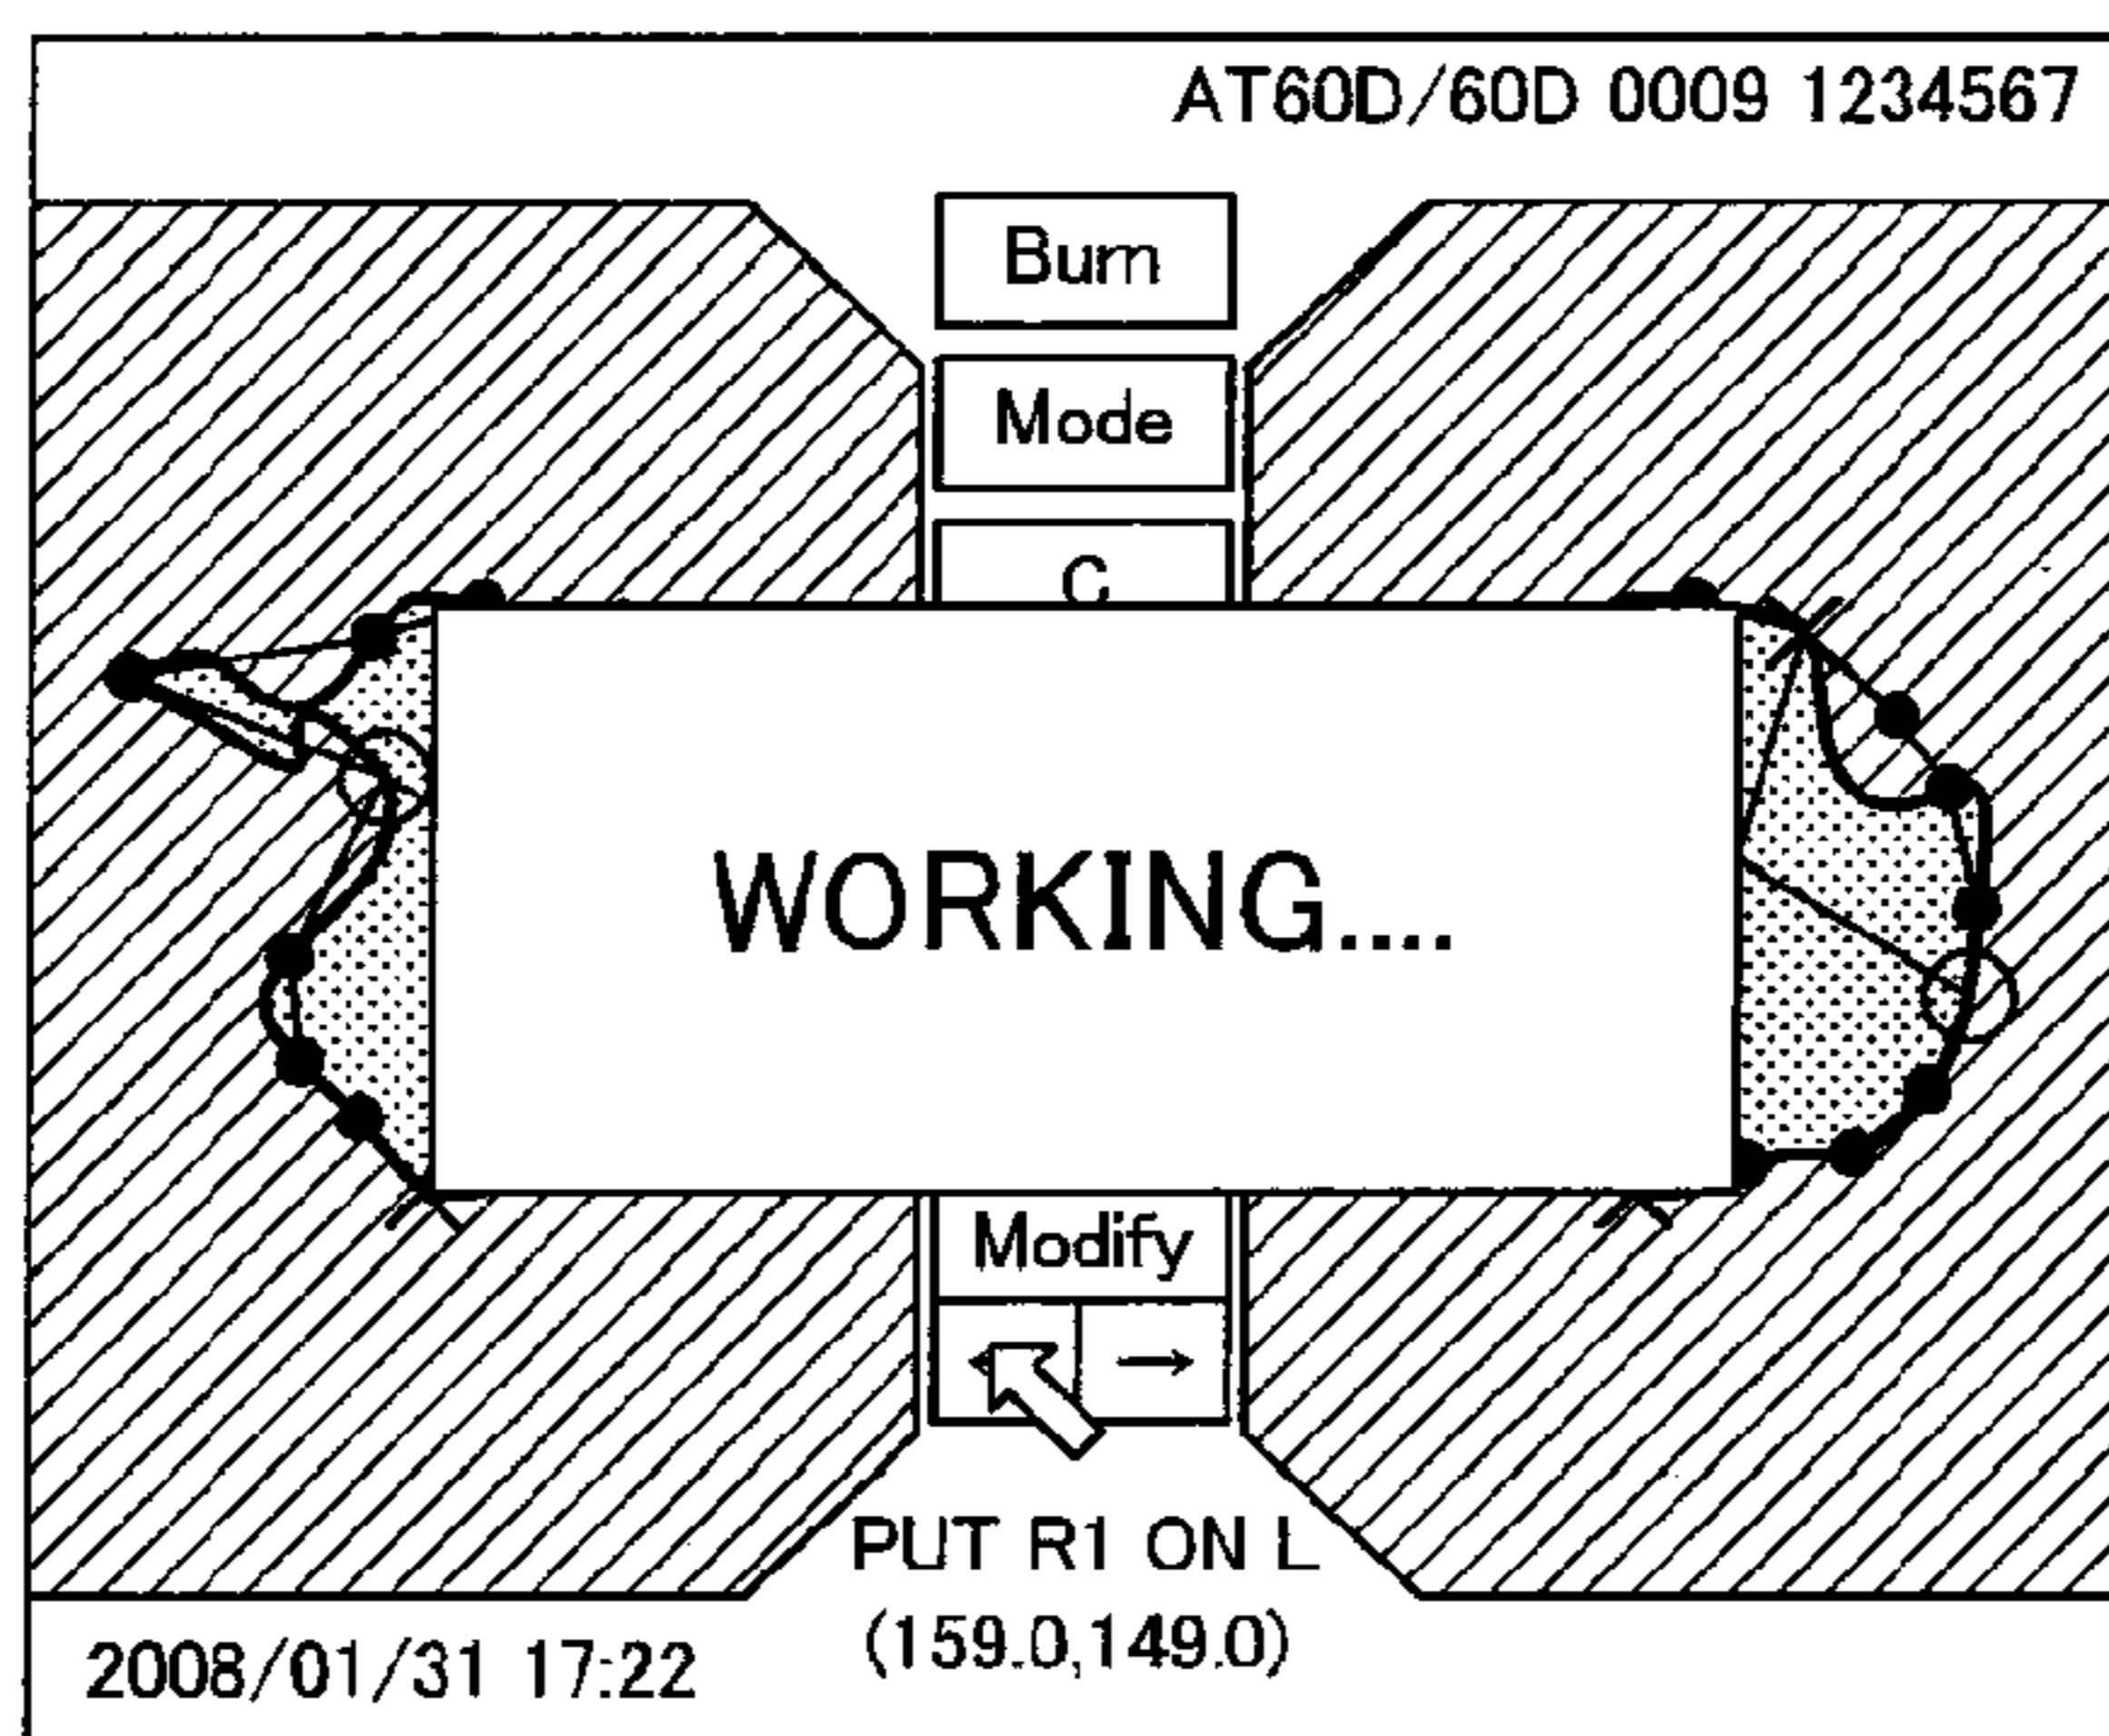 AT60D/60D 0009 1234567
Burn
Mode
C
WORKING....
Modify
← →
PUT R1 ON L
(159.0,149.0)
2008/01/31 17:22